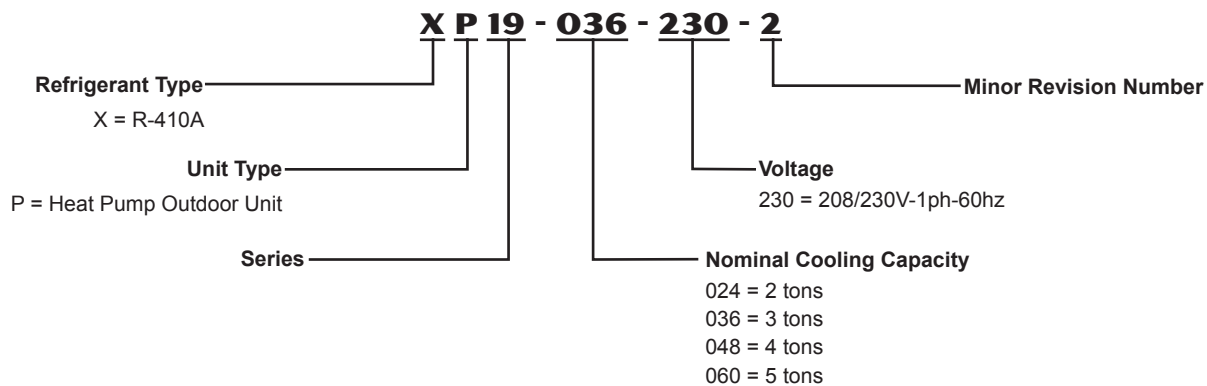 X P 19 - 036 - 230 - 2
Refrigerant Type
X = R-410A
Unit Type
P = Heat Pump Outdoor Unit
Series
Minor Revision Number
Voltage
230 = 208/230V-1ph-60hz
Nominal Cooling Capacity
024 = 2 tons
036 = 3 tons
048 = 4 tons
060 = 5 tons